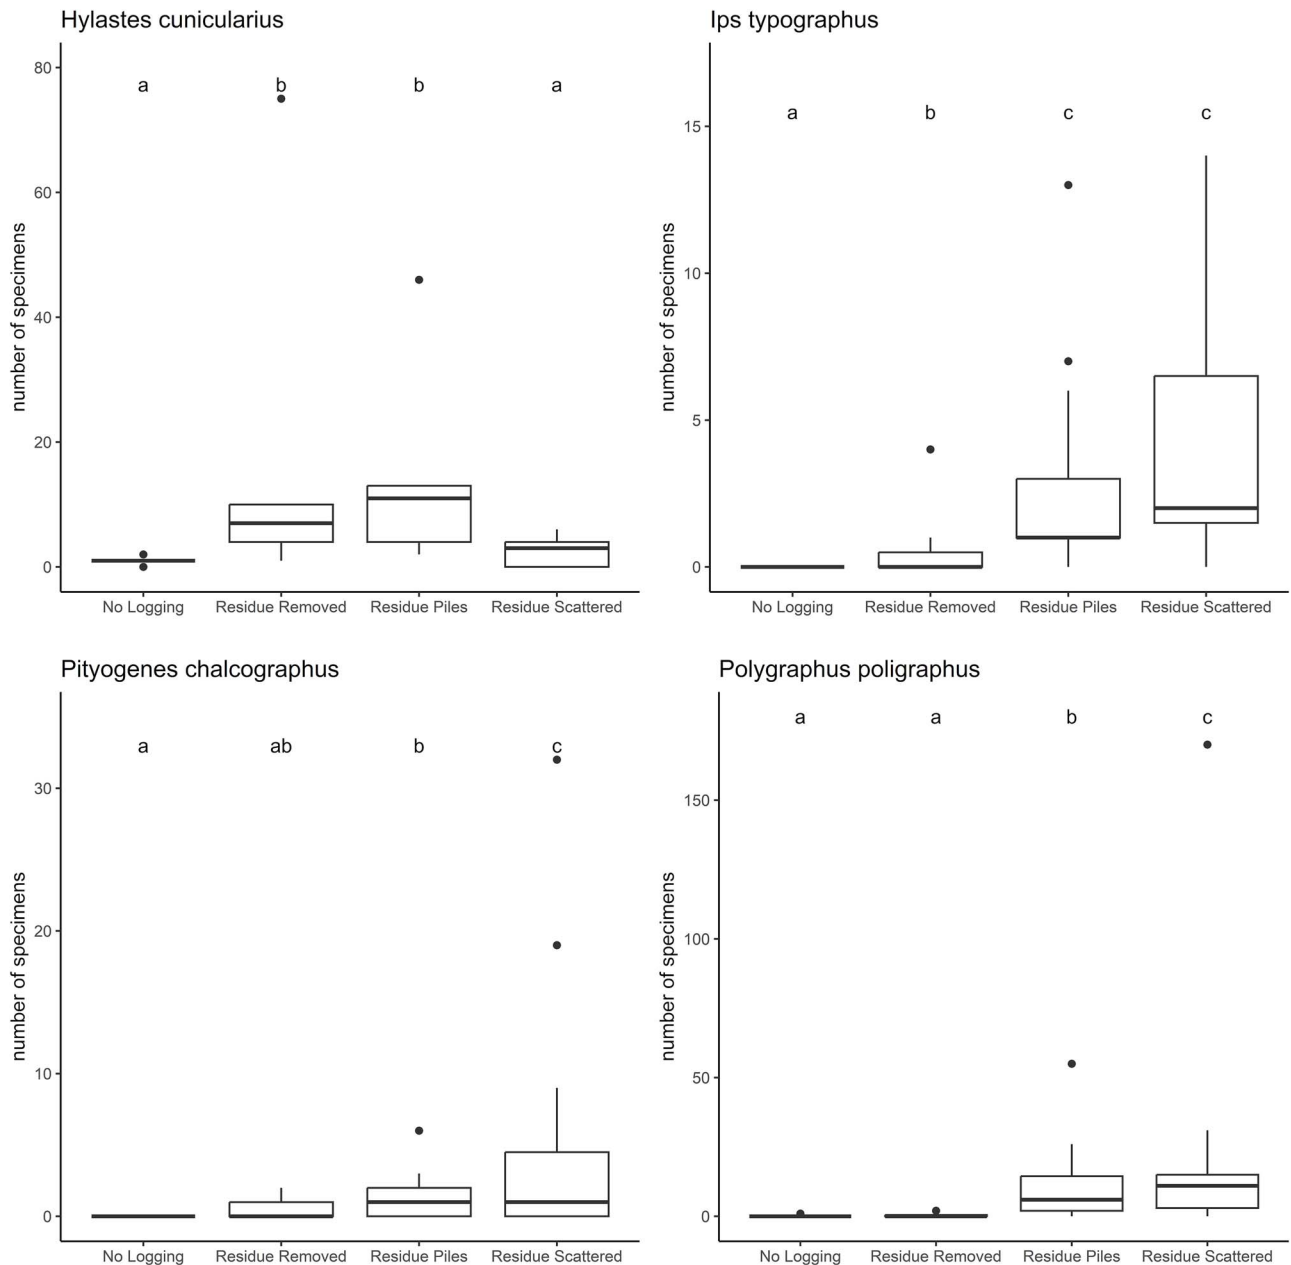 Hylastes cunicularius
80
60
40
20
0
number of specimens
a b b a
No Logging Residue Removed Residue Piles Residue Scattered
Ips typographus
15
10
5
0
number of specimens
a b c c
No Logging Residue Removed Residue Piles Residue Scattered
Pityogenes chalcographus
30
20
10
0
number of specimens
a ab b c
No Logging Residue Removed Residue Piles Residue Scattered
Polygraphus poligraphus
150
100
50
0
number of specimens
a a b c
No Logging Residue Removed Residue Piles Residue Scattered